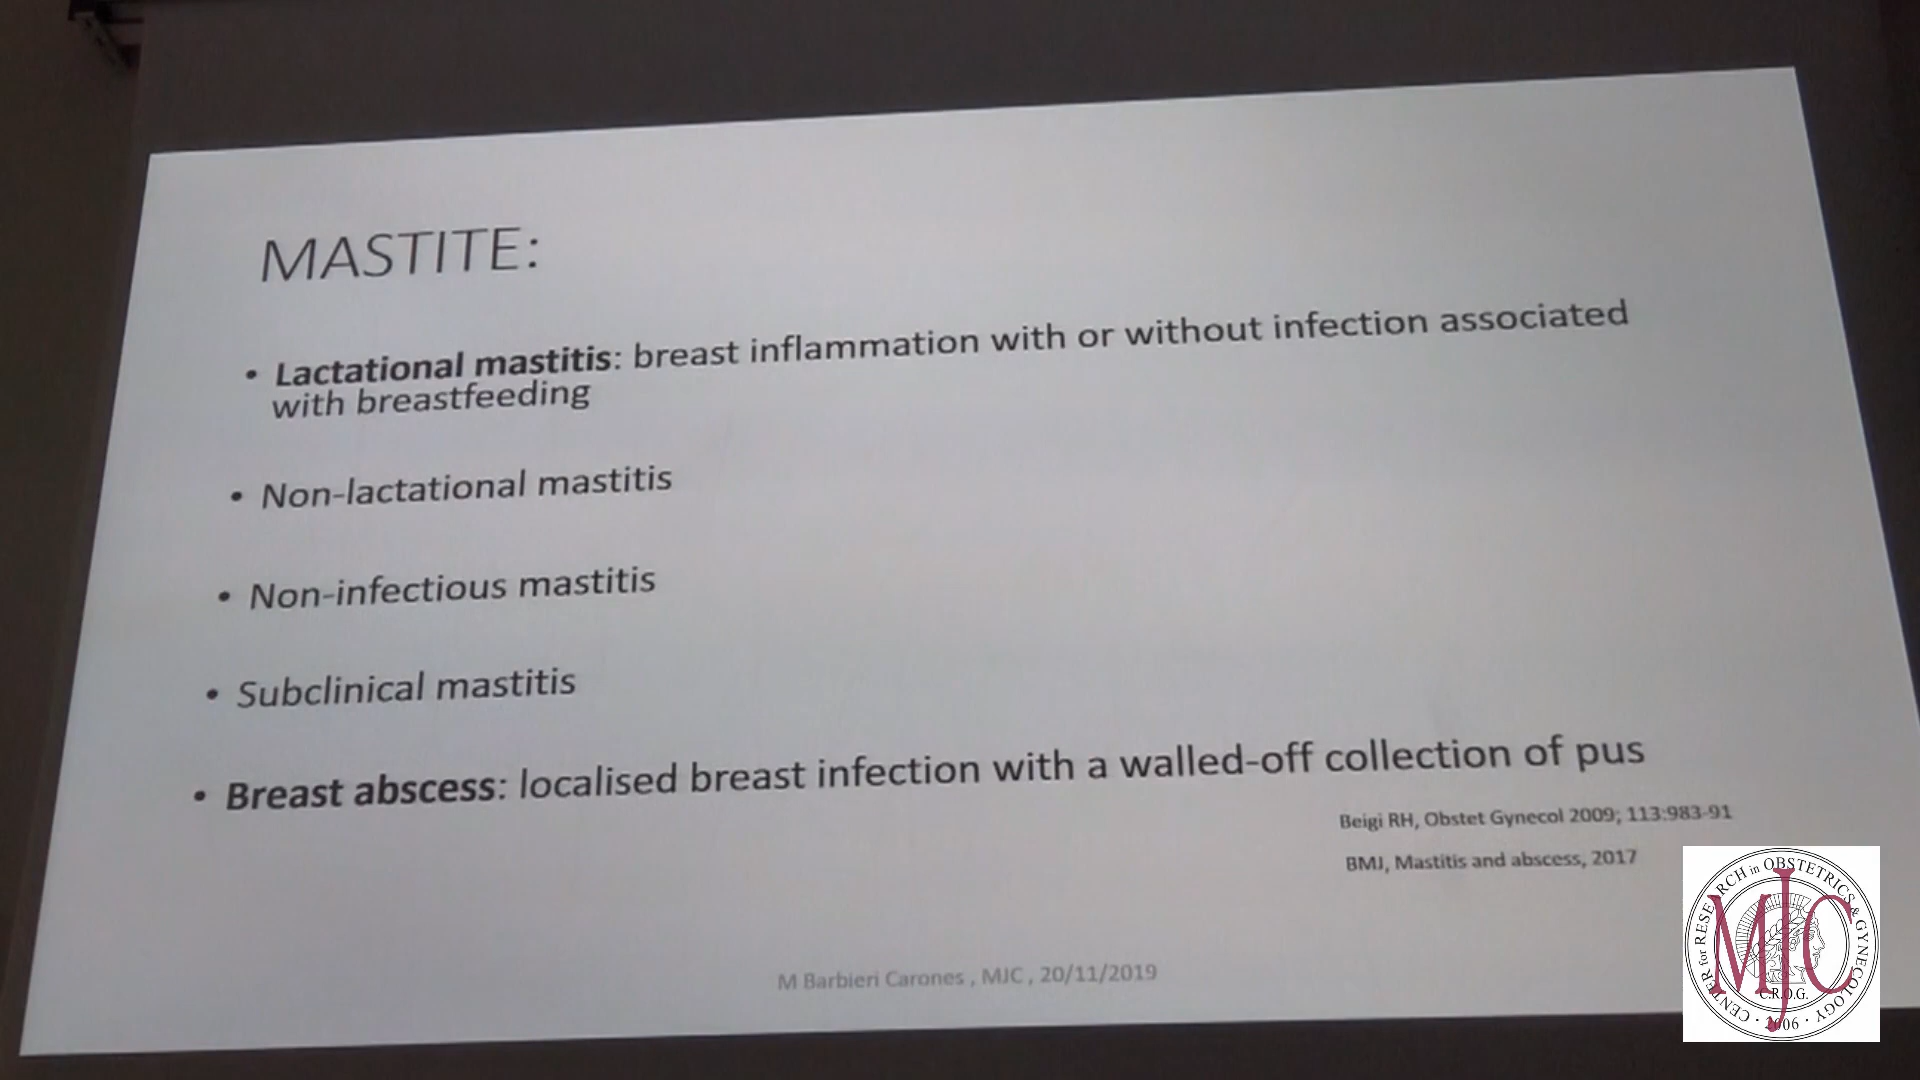 MASTITE:
• Lactational mastitis: breast inflammation with or without infection associated
with breastfeeding
• Non-lactational mastitis
• Non-infectious mastitis
• Subclinical mastitis
• Breast abscess: localised breast infection with a walled-off collection of pus
Beigi RH, Obstet Gynecol 2009; 113:983-91
BMJ, Mastitis and abscess, 2017
M Barbieri Carones , MJC , 20/11/2019
CENTER for RESEARCH in OBSTETRICS & GYNECOLOGY
MJC
C.R.O.G.
· 2006 ·